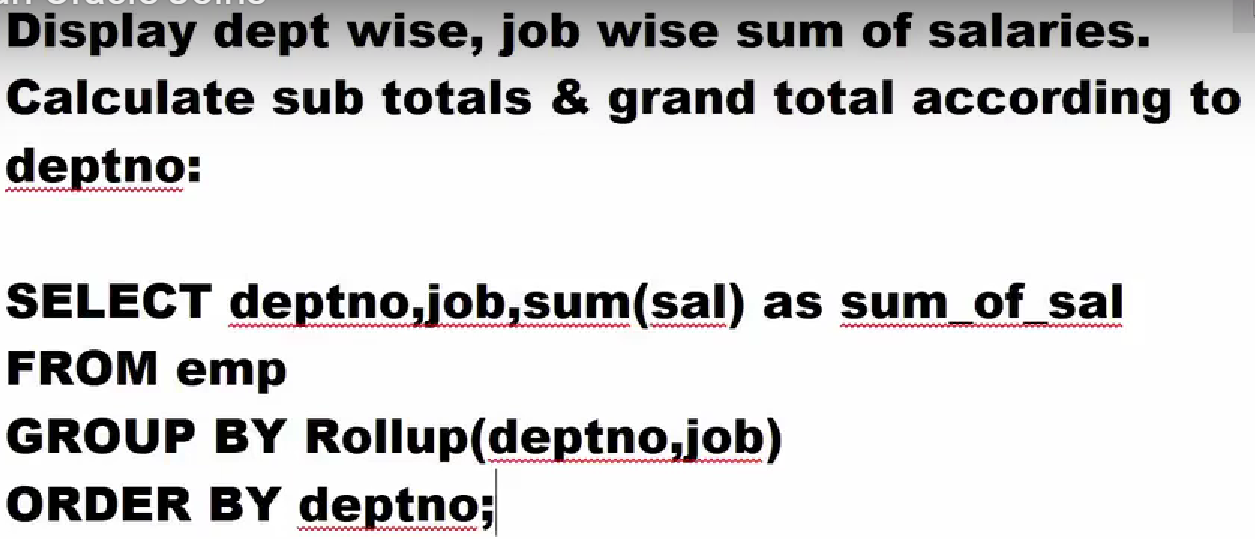 Display dept wise, job wise sum of salaries.
Calculate sub totals & grand total according to
deptno:
SELECT deptno,job,sum(sal) as sum_of_sal
FROM emp
GROUP BY Rollup(deptno,job)
ORDER BY deptno;